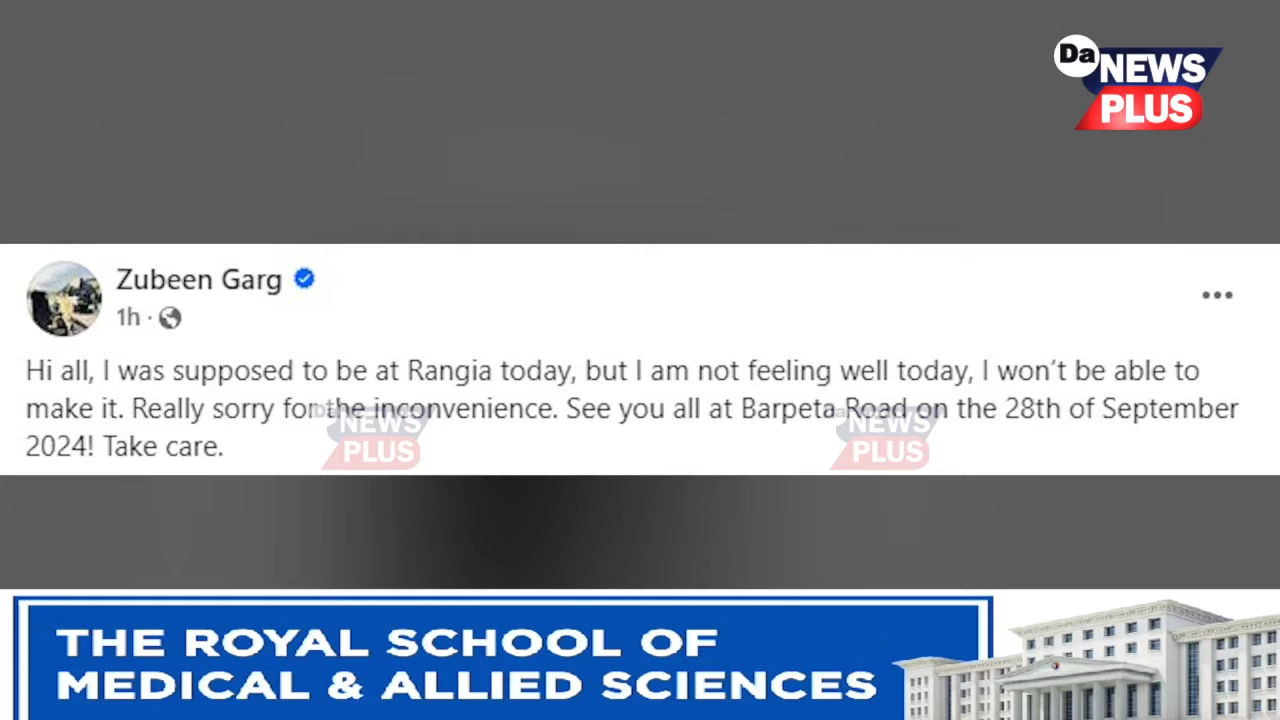 Da
NEWS
PLUS
Zubeen Garg
1h ·
Hi all, I was supposed to be at Rangia today, but I am not feeling well today, I won’t be able to
make it. Really sorry for the inconvenience. See you all at Barpeta Road on the 28th of September
2024! Take care.
Da
NEWS
PLUS
Da
NEWS
PLUS
THE ROYAL SCHOOL OF
MEDICAL & ALLIED SCIENCES